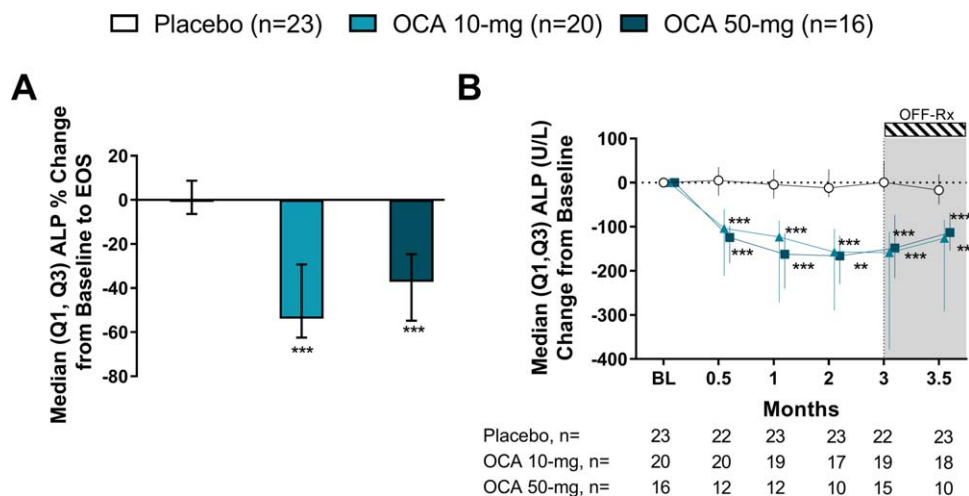 Placebo (n=23) OCA 10-mg (n=20) OCA 50-mg (n=16)
A
Median (Q1, Q3) ALP % Change
from Baseline to EOS
20
0
-20
-40
-60
-80
***
***
B
Median (Q1,Q3) ALP (U/L)
Change from Baseline
OFF-Rx
100
0
-100
-200
-300
-400
***
***
***
***
***
**
***
***
***
**
BL 0.5 1 2 3 3.5
Months
Placebo, n= 23 22 23 23 22 23
OCA 10-mg, n= 20 20 19 17 19 18
OCA 50-mg, n= 16 12 12 10 15 10